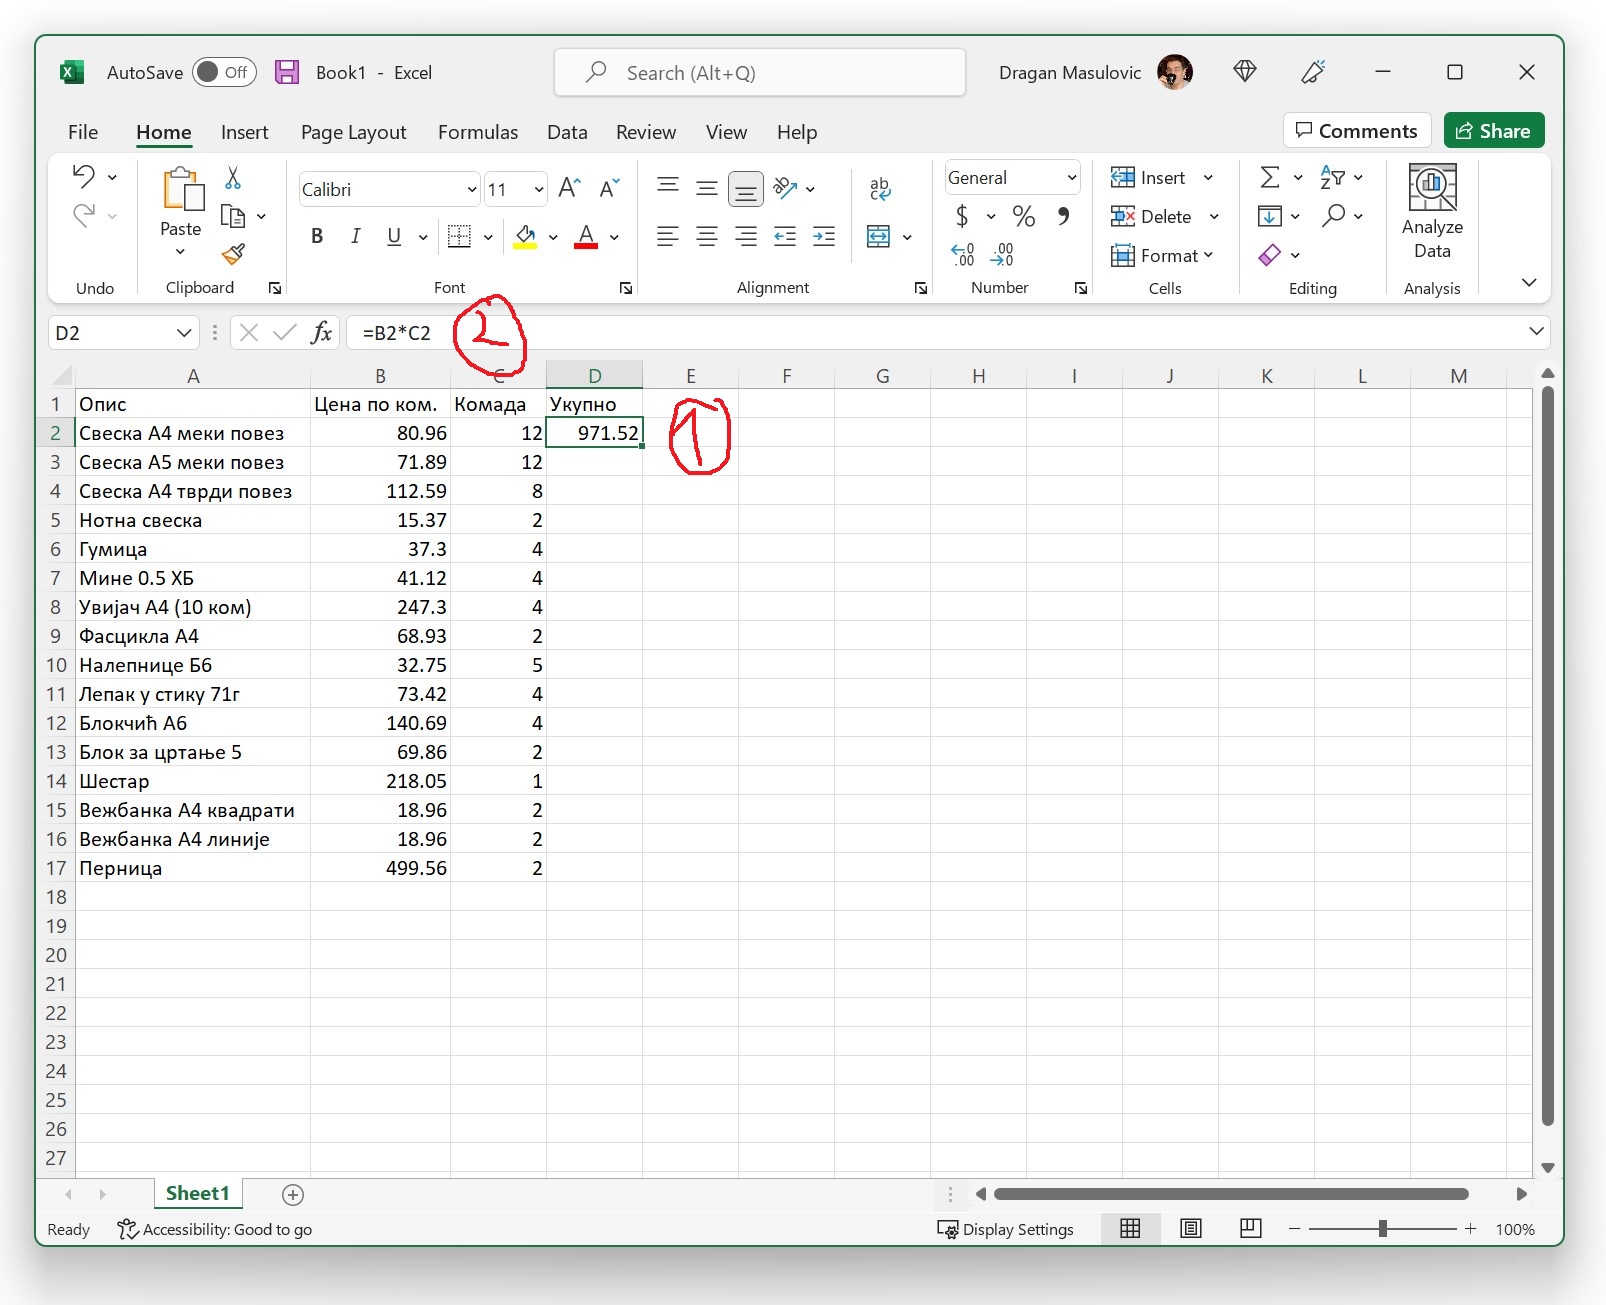 AutoSave Off Book1 - Excel Search (Alt+Q) Dragan Masulovic
File Home Insert Page Layout Formulas Data Review View Help Comments Share
Calibri 11 General Insert
Paste Delete Analyze
Format Data
Undo Clipboard Font Alignment Number Cells Editing Analysis
D2 fx =B2*C2 2
A B C D E F G H I J K L M
1 Опис Цена по ком. Комада Укупно
2 Свеска А4 меки повез 80.96 12 971.52 1
3 Свеска А5 меки повез 71.89 12
4 Свеска А4 тврди повез 112.59 8
5 Нотна свеска 15.37 2
6 Гумица 37.3 4
7 Мине 0.5 ХБ 41.12 4
8 Увијач А4 (10 ком) 247.3 4
9 Фасцикла А4 68.93 2
10 Налепнице Б6 32.75 5
11 Лепак у стику 71г 73.42 4
12 Блокчић А6 140.69 4
13 Блок за цртање 5 69.86 2
14 Шестар 218.05 1
15 Вежбанка А4 квадрати 18.96 2
16 Вежбанка А4 линије 18.96 2
17 Перница 499.56 2
18
19
20
21
22
23
24
25
26
27
Sheet1
Ready Accessibility: Good to go Display Settings 100%